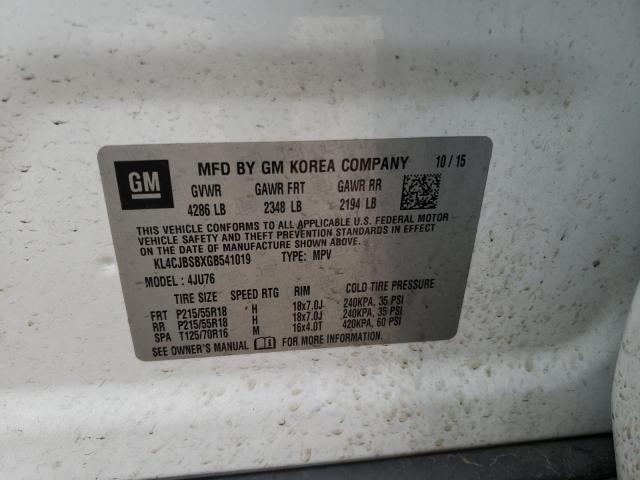 GM
MFD BY GM KOREA COMPANY 10 / 15
GVWR GAWR FRT GAWR RR
4286 LB 2348 LB 2194 LB
THIS VEHICLE CONFORMS TO ALL APPLICABLE U.S. FEDERAL MOTOR
VEHICLE SAFETY AND THEFT PREVENTION STANDARDS IN EFFECT
ON THE DATE OF MANUFACTURE SHOWN ABOVE.
KL4CJBSBXGB541019 TYPE: MPV
MODEL : 4JU76
TIRE SIZE SPEED RTG RIM COLD TIRE PRESSURE
FRT P215/55R18 H 18x7.0J 240KPA, 35 PSI
RR P215/55R18 H 18x7.0J 240KPA, 35 PSI
SPA T125/70R16 M 16x4.0T 420KPA, 60 PSI
SEE OWNER'S MANUAL FOR MORE INFORMATION.